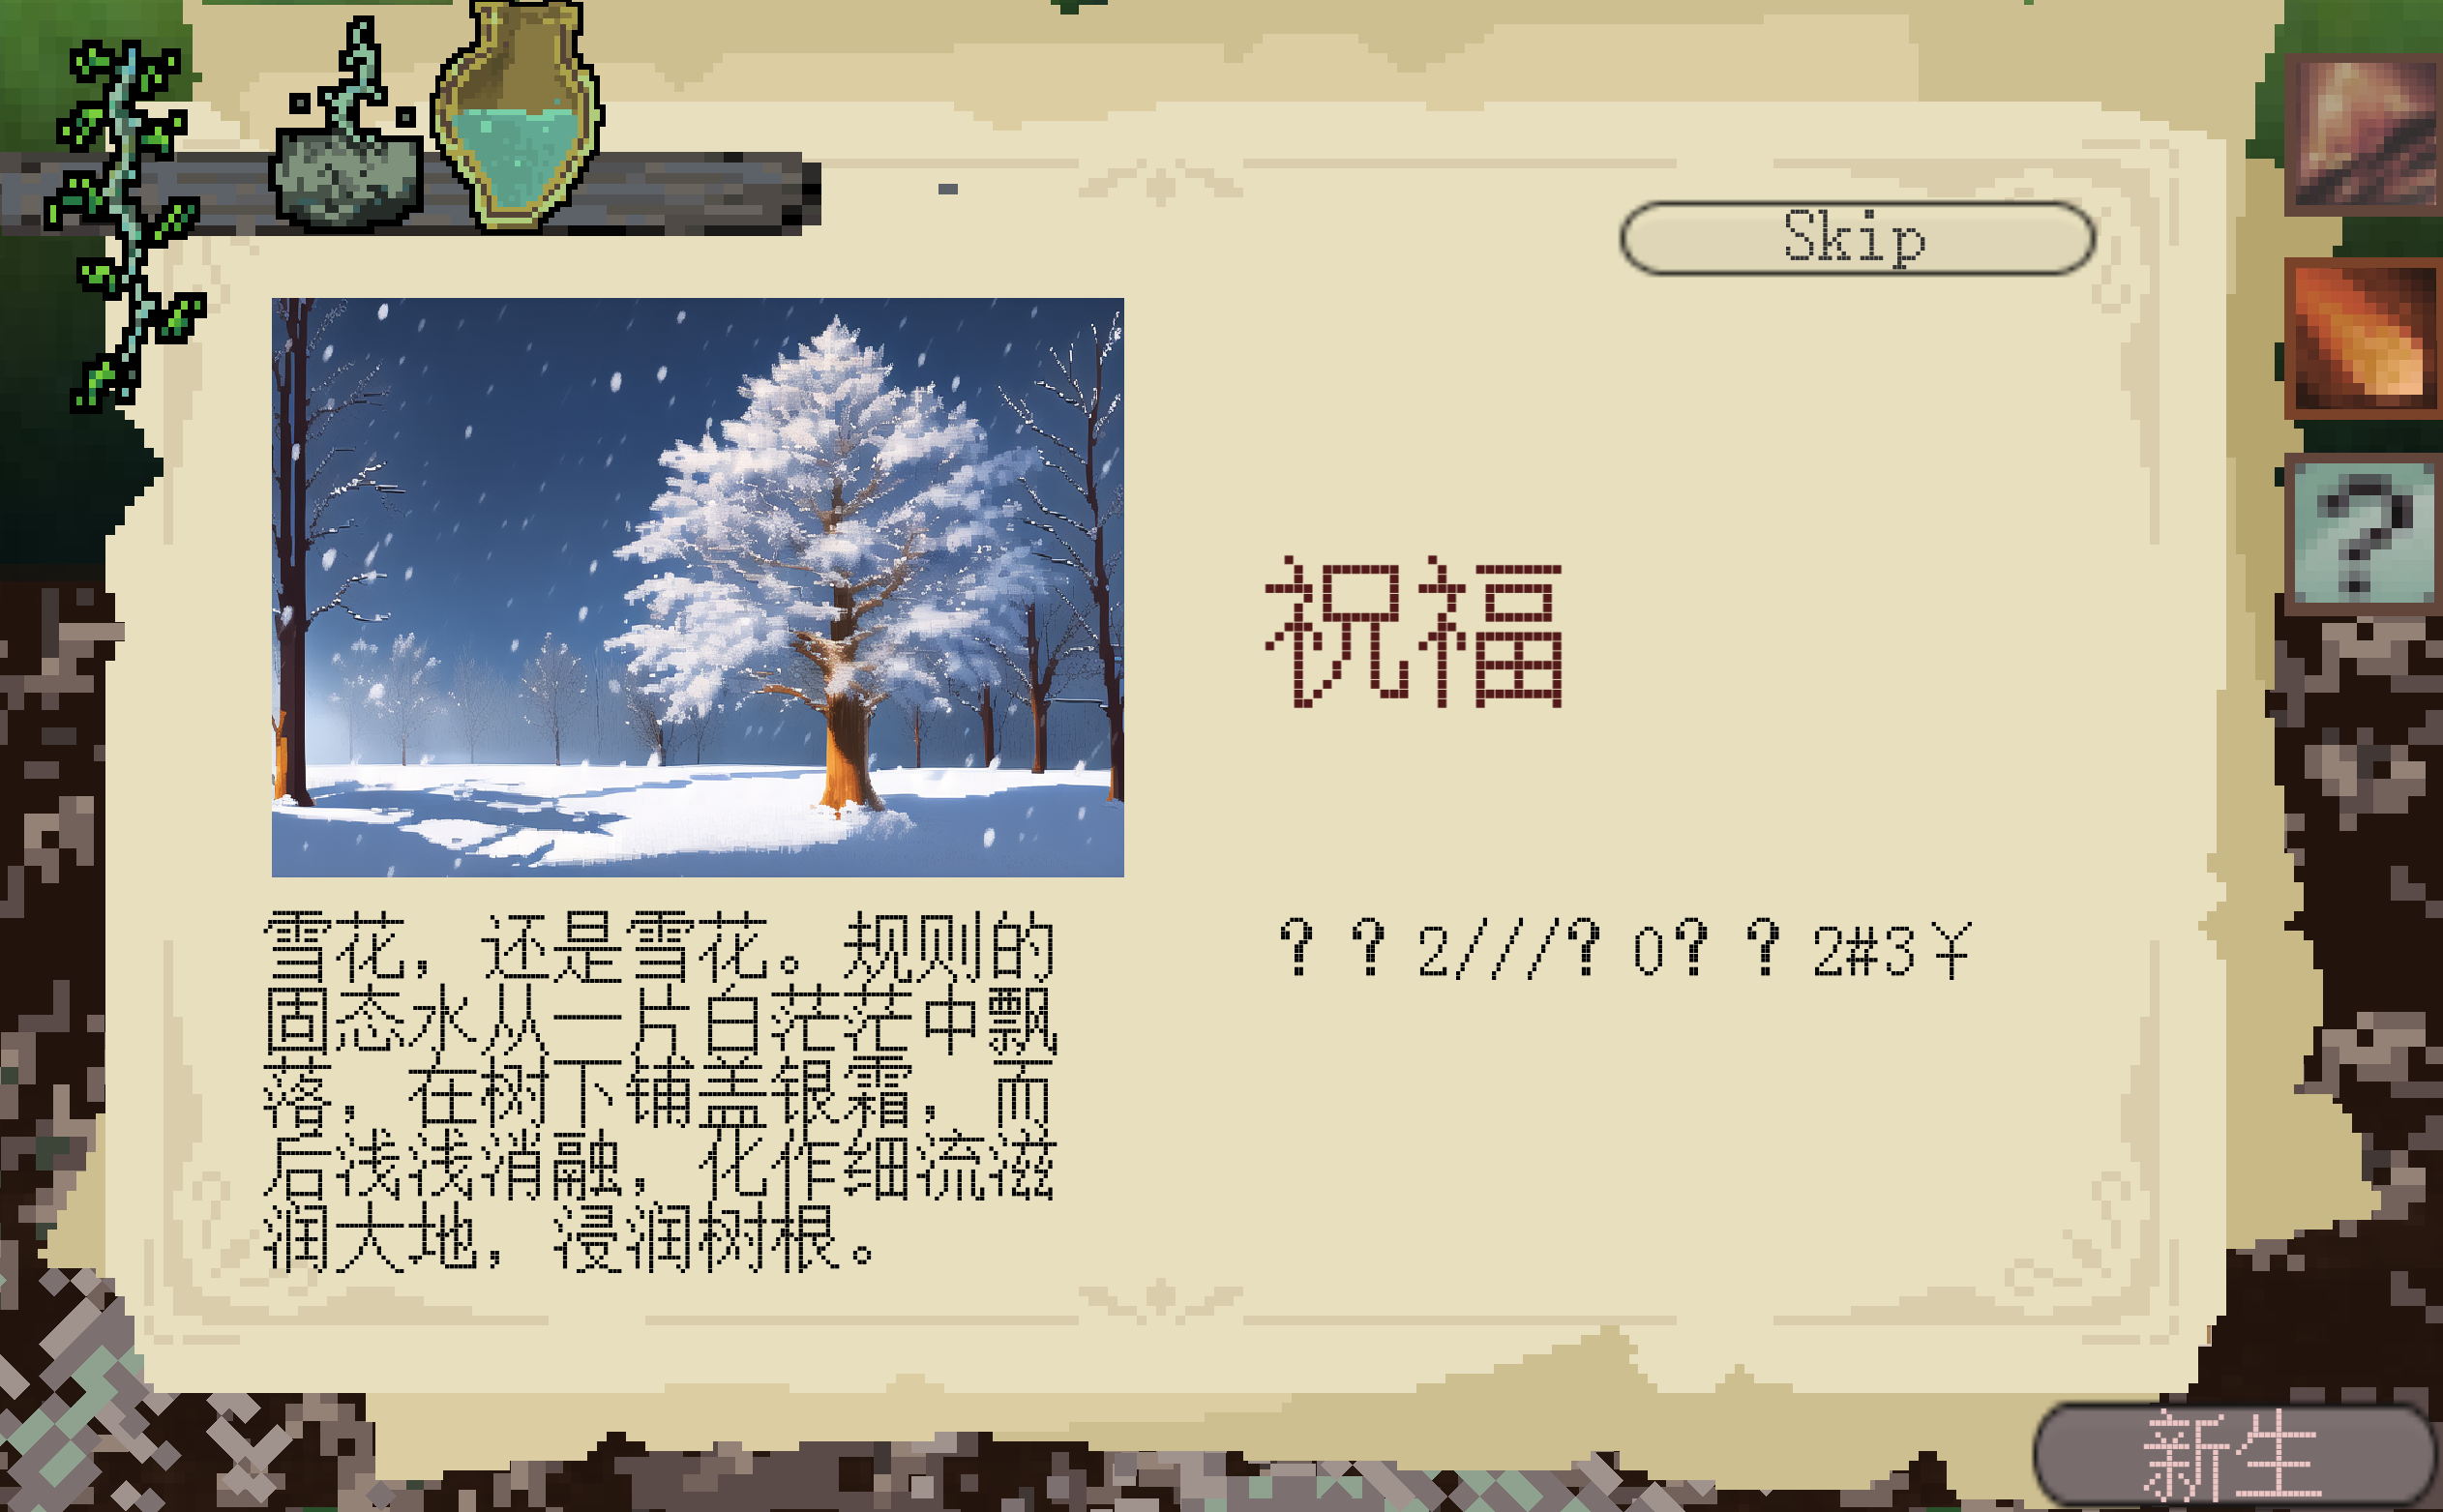 Skip
祝福
雪花，还是雪花。规则的
固态水从一片白茫茫中飘
落，在树下铺盖银霜，而
后浅浅消融，化作细流滋
润大地，浸润树根。
？？2///？0？？2#3￥
新生